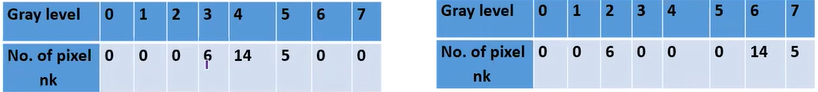 Gray level 0 1 2 3 4 5 6 7
No. of pixel 0 0 0 6 14 5 0 0
nk
Gray level 0 1 2 3 4 5 6 7
No. of pixel 0 0 6 0 0 0 14 5
nk